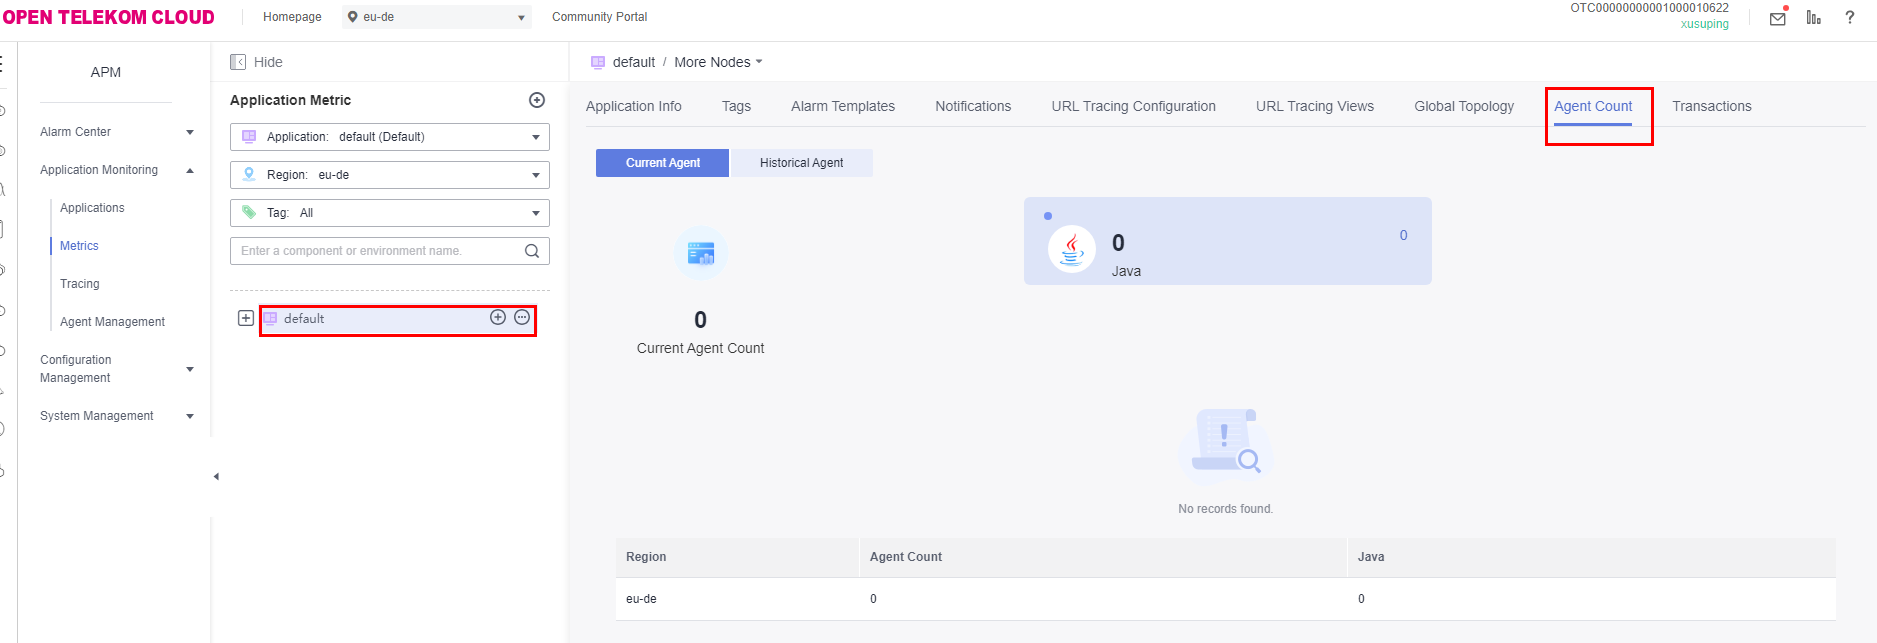 OPEN TELEKOM CLOUD
Homepage
eu-de
Community Portal
OTC00000000001000010622
xusuping
?
APM
Alarm Center
Application Monitoring
Applications
Metrics
Tracing
Agent Management
Configuration
Management
System Management
Hide
Application Metric
Application: default (Default)
Region: eu-de
Tag: All
Enter a component or environment name.
default
default / More Nodes
Application Info
Tags
Alarm Templates
Notifications
URL Tracing Configuration
URL Tracing Views
Global Topology
Agent Count
Transactions
Current Agent
Historical Agent
0
Current Agent Count
0
Java
0
No records found.
Region Agent Count Java
eu-de 0 0